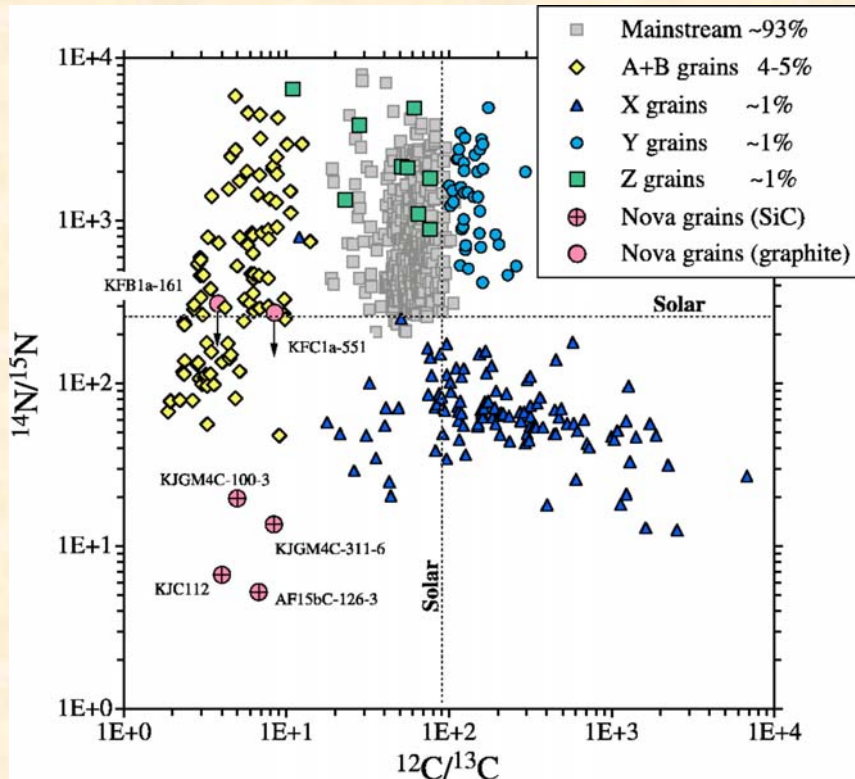 Mainstream ~93%
A+B grains 4-5%
X grains ~1%
Y grains ~1%
Z grains ~1%
Nova grains (SiC)
Nova grains (graphite)
1E+4
1E+3
1E+2
1E+1
1E+0
14N/15N
KFB1a-161
KFC1a-551
Solar
KJGM4C-100-3
KJGM4C-311-6
KJC112
AF15bC-126-3
Solar
1E+0 1E+1 1E+2 1E+3 1E+4
12C/13C